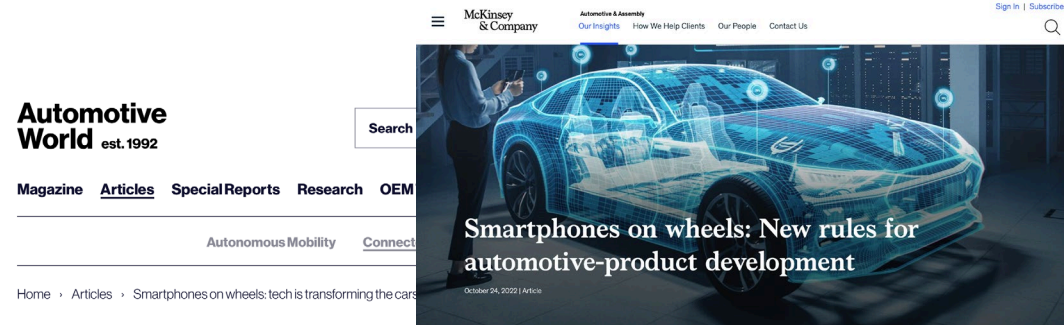 Automotive
World est. 1992
Search
Magazine Articles Special Reports Research OEM
Autonomous Mobility Connect
Home › Articles › Smartphones on wheels: tech is transforming the cars
Sign In | Subscribe
McKinsey
& Company
Automotive & Assembly
Our Insights How We Help Clients Our People Contact Us
Smartphones on wheels: New rules for
automotive-product development
October 24, 2022 | Article